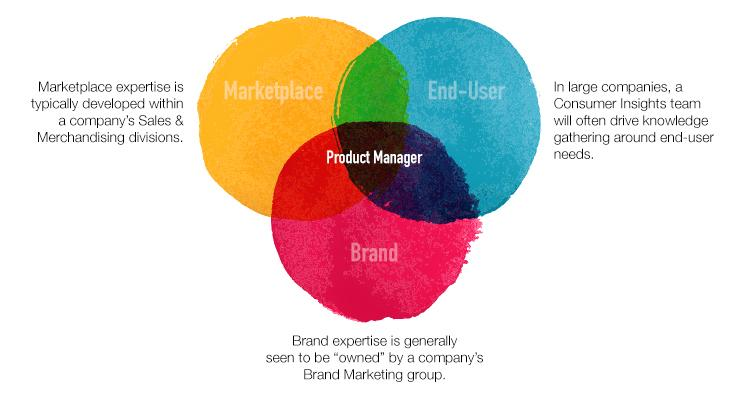 Marketplace
End-User
Marketplace expertise is
typically developed within
a company's Sales &
Merchandising divisions.
In large companies, a
Consumer Insights team
will often drive knowledge
gathering around end-user
needs.
Product Manager
Brand
Brand expertise is generally
seen to be “owned” by a company's
Brand Marketing group.